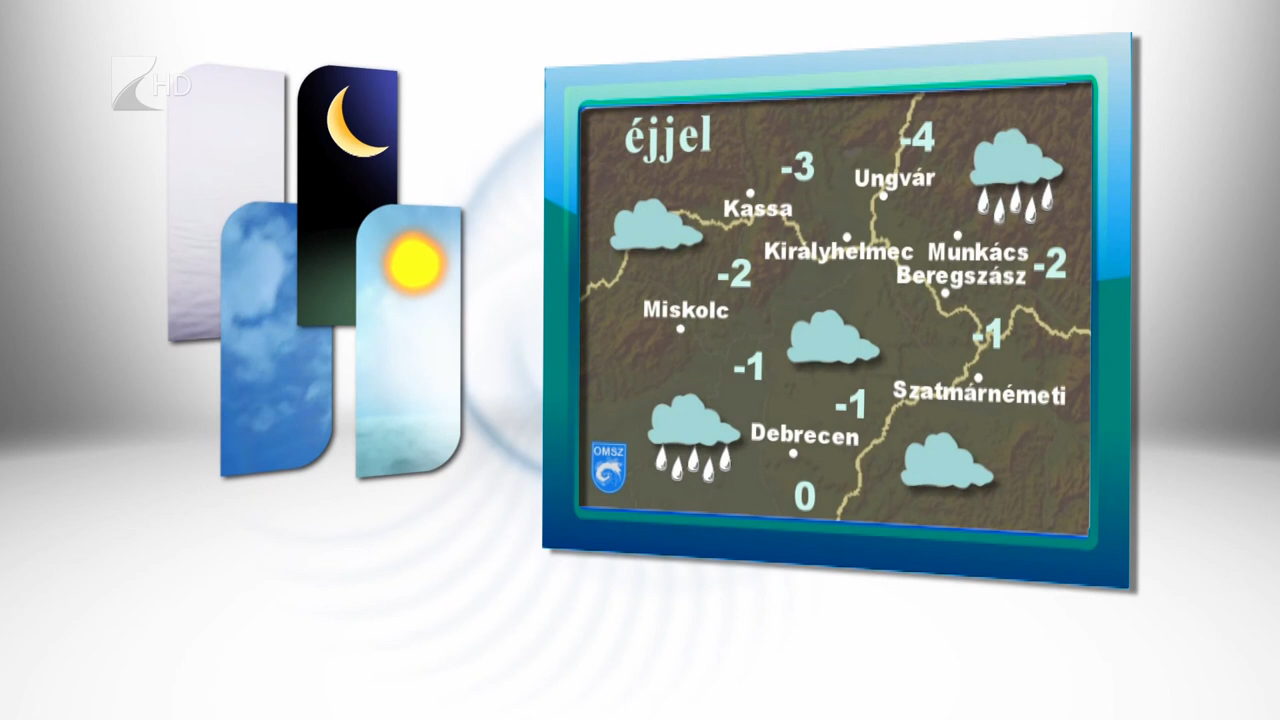 HD
éjjel
-4
-3
Ungvár
Kassa
Királyhelmec
Munkács
Beregszász
-2
-2
Miskolc
-1
-1
Szatmárnémeti
-1
Debrecen
OMSZ
0